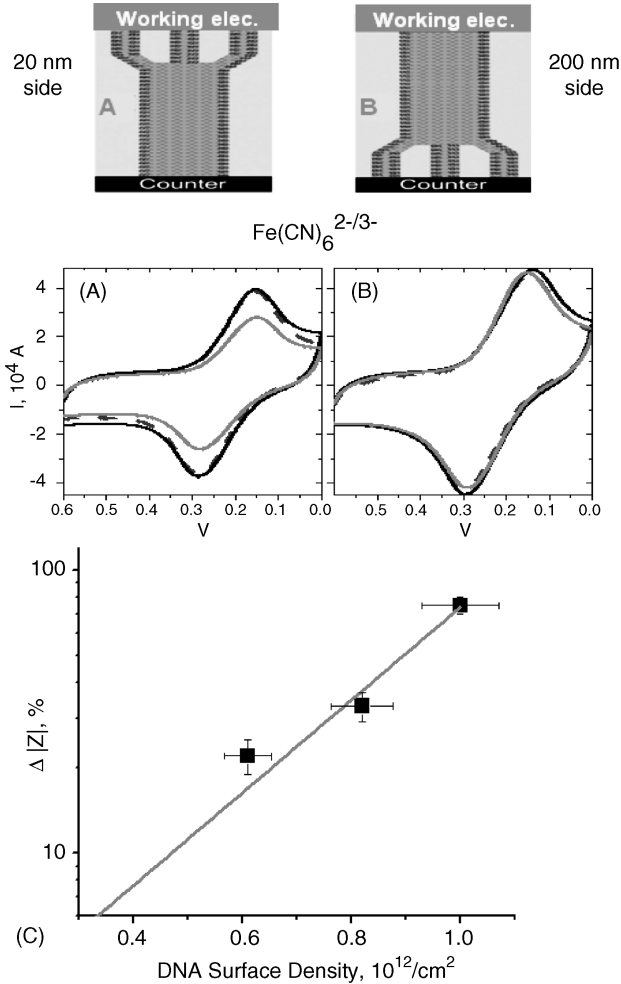 Working elec.
Working elec.
20 nm
side
A
B
200 nm
side
Counter
Counter
Fe(CN)₆²⁻/³⁻
(A)
(B)
4
2
0
-2
-4
I, 10⁴ A
0.6
0.5
0.4
0.3
0.2
0.1
0.0
0.5
0.4
0.3
0.2
0.1
0.0
V
V
100
10
Δ |Z|, %
0.4
0.6
0.8
1.0
(C)
DNA Surface Density, 10¹²/cm²